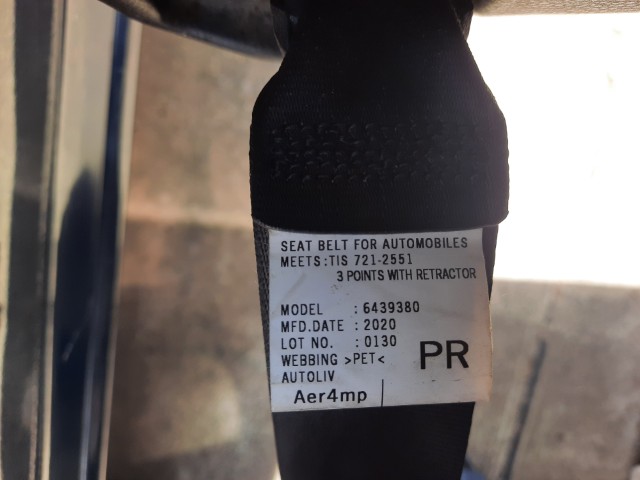 SEAT BELT FOR AUTOMOBILES
MEETS:TIS 721-2551
3 POINTS WITH RETRACTOR
MODEL : 6439380
MFD.DATE : 2020
LOT NO. : 0130
WEBBING >PET<
PR
AUTOLIV
Aer4mp